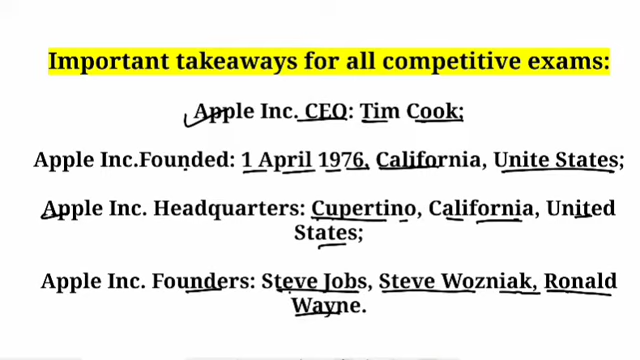 Important takeaways for all competitive exams:
Apple Inc. CEO: Tim Cook;
Apple Inc.Founded: 1 April 1976, California, Unite States;
Apple Inc. Headquarters: Cupertino, California, United
States;
Apple Inc. Founders: Steve Jobs, Steve Wozniak, Ronald
Wayne.